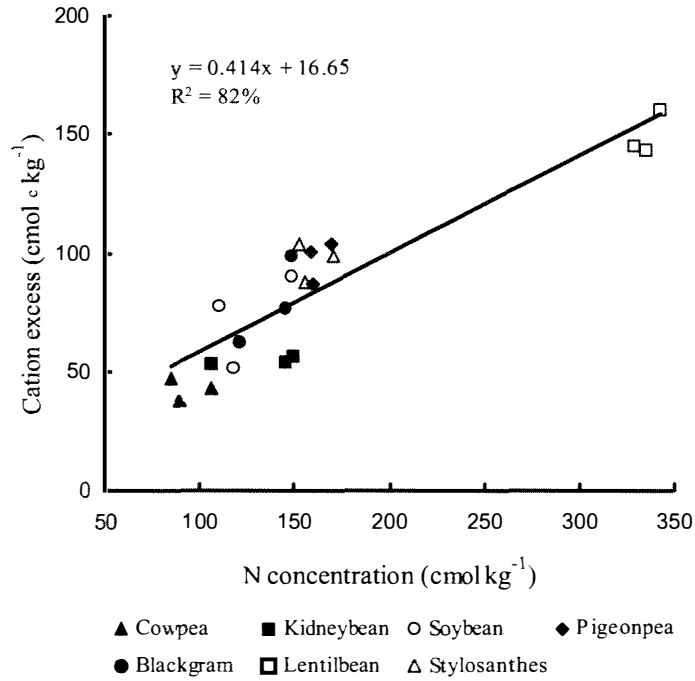 200
y = 0.414x + 16.65
R² = 82%
150
100
50
0
Cation excess (cmol c kg⁻¹)
50 100 150 200 250 300 350
N concentration (cmol kg⁻¹)
Cowpea Kidneybean Soybean Pigeonpea
Blackgram Lentilbean Stylosanthes